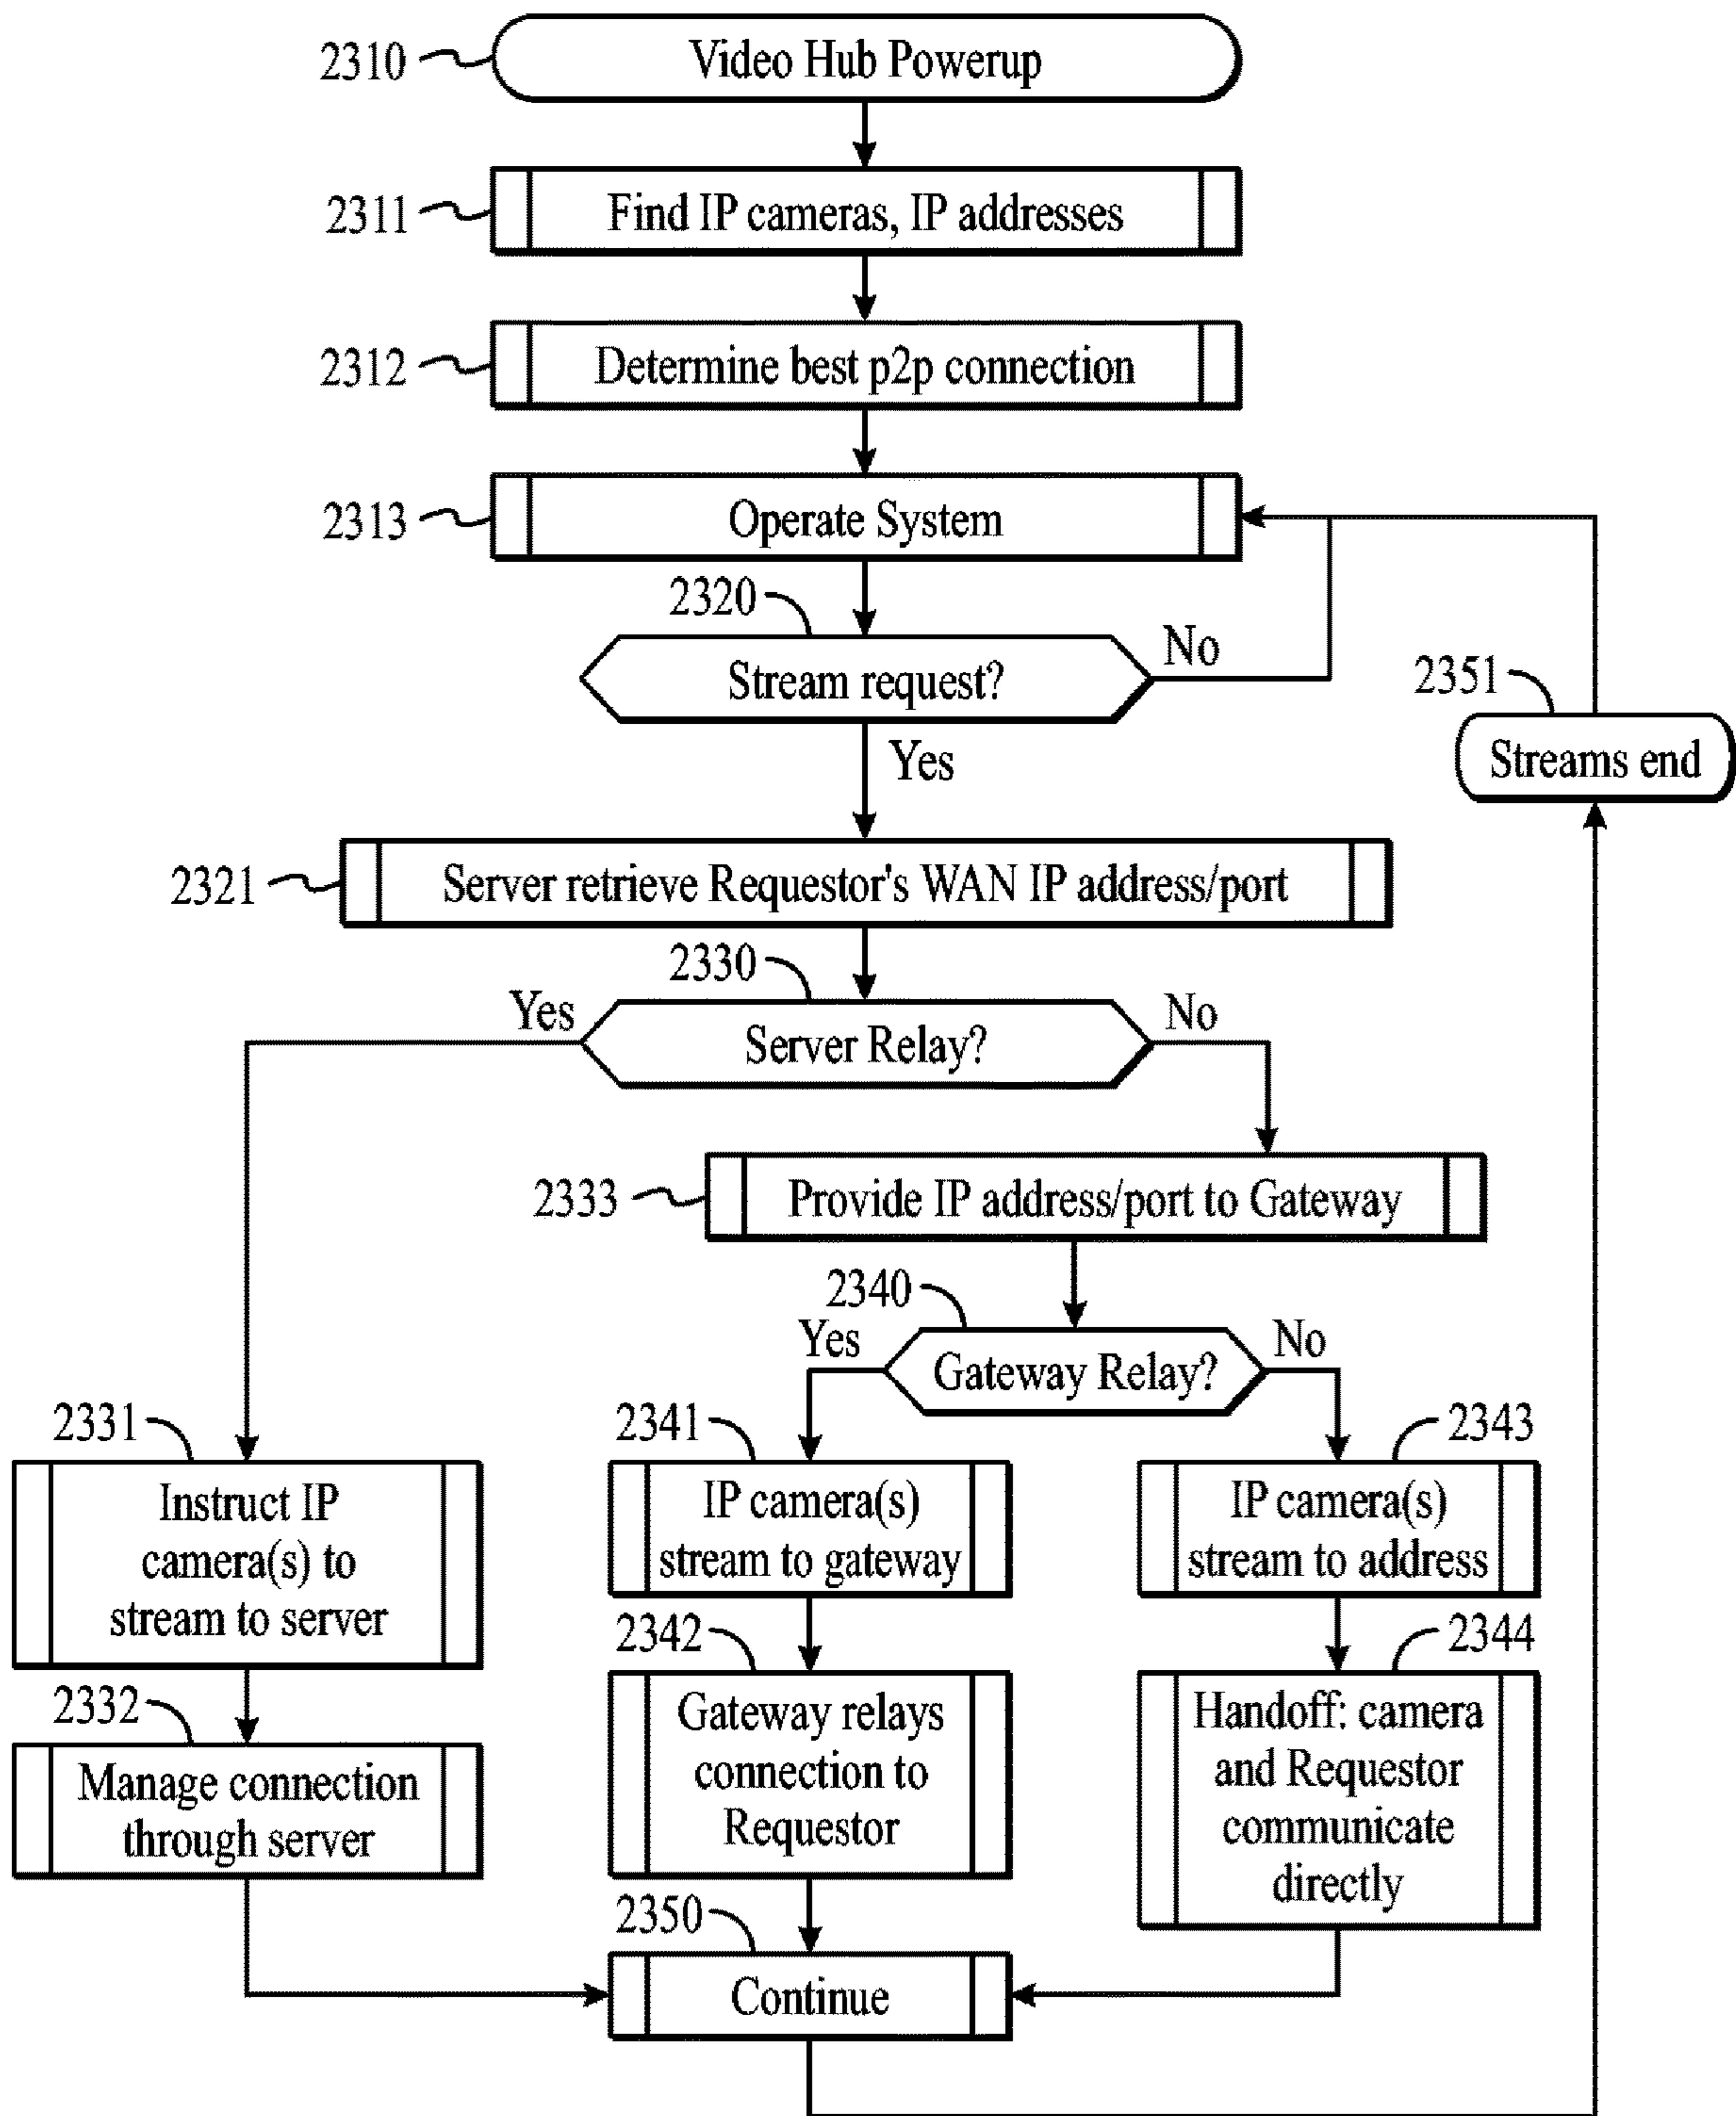 2310
Video Hub Powerup
2311
Find IP cameras, IP addresses
2312
Determine best p2p connection
2313
Operate System
2320
Stream request?
No
Yes
2351
Streams end
2321
Server retrieve Requestor's WAN IP address/port
2330
Yes
Server Relay?
No
2333
Provide IP address/port to Gateway
2340
Yes
Gateway Relay?
No
2331
Instruct IP
camera(s) to
stream to server
2332
Manage connection
through server
2341
IP camera(s)
stream to gateway
2342
Gateway relays
connection to
Requestor
2343
IP camera(s)
stream to address
2344
Handoff: camera
and Requestor
communicate
directly
2350
Continue